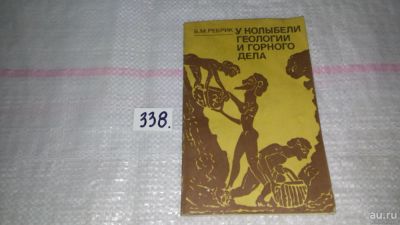 Б.М.РЕБРИК
У КОЛЫБЕЛИ
ГЕОЛОГИИ
И ГОРНОГО
ДЕЛА
338.
au.ru